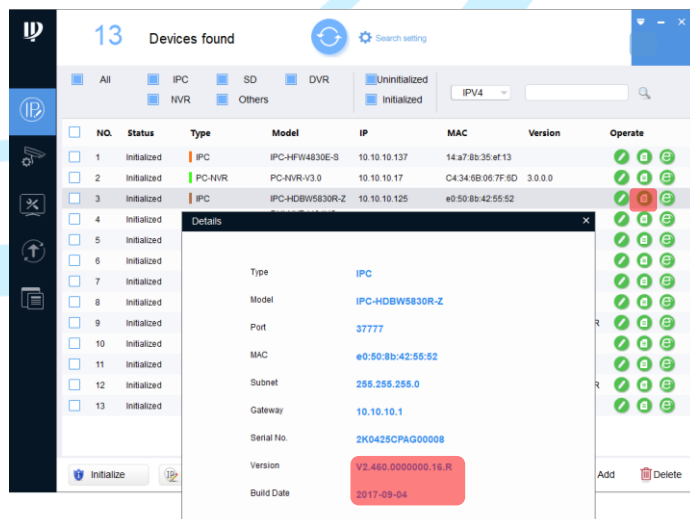 IP
13 Devices found Search setting
All IPC SD DVR Uninitialized
NVR Others Initialized IPV4
NO. Status Type Model IP MAC Version Operate
1 Initialized IPC IPC-HFW4830E-S 10.10.10.137 14:a7:8b:35:ef:13
2 Initialized PC-NVR PC-NVR-V3.0 10.10.10.17 C4:34:6B:06:7F:6D 3.0.0.0
3 Initialized IPC IPC-HDBW5830R-Z 10.10.10.125 e0:50:8b:42:55:52
4 Initialized
Details ×
5 Initialized
6 Initialized
7 Initialized
8 Initialized
9 Initialized R
10 Initialized
11 Initialized
12 Initialized R
13 Initialized
Type IPC
Model IPC-HDBW5830R-Z
Port 37777
MAC e0:50:8b:42:55:52
Subnet 255.255.255.0
Gateway 10.10.10.1
Serial No. 2K0425CPAG00008
Version V2.460.0000000.16.R
Build Date 2017-09-04
Initialize IP Add Delete